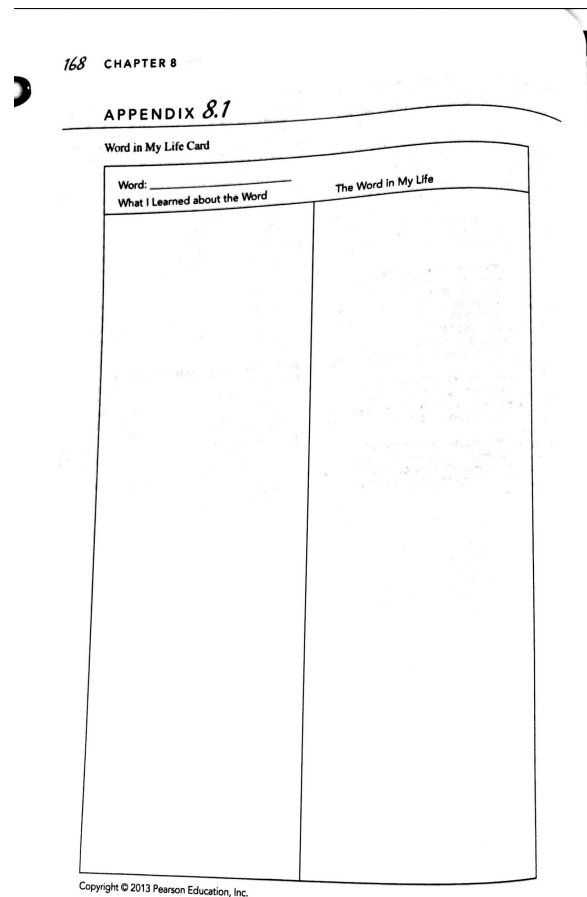 168 CHAPTER 8
APPENDIX 8.1
Word in My Life Card
Word: ____________________
What I Learned about the Word
The Word in My Life
Copyright © 2013 Pearson Education, Inc.